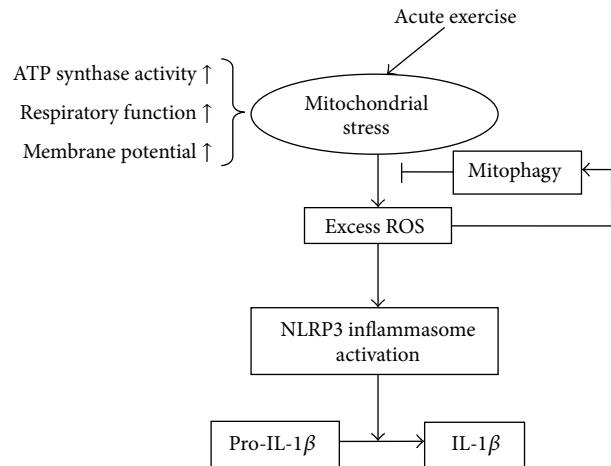 Acute exercise
ATP synthase activity ↑
Respiratory function ↑
Membrane potential ↑
Mitochondrial
stress
Mitophagy
Excess ROS
NLRP3 inflammasome
activation
Pro-IL-1β
IL-1β